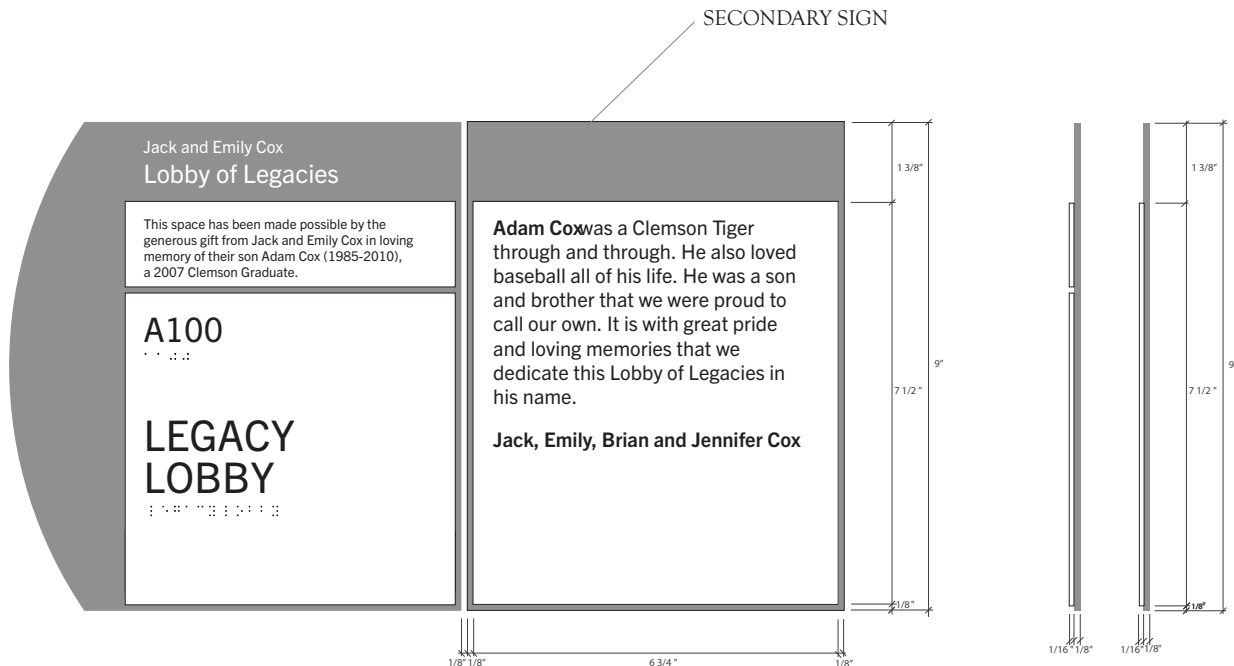 SECONDARY SIGN
Jack and Emily Cox
Lobby of Legacies
This space has been made possible by the
generous gift from Jack and Emily Cox in loving
memory of their son Adam Cox (1985-2010),
a 2007 Clemson Graduate.
A100
⠁⠁⠚⠚
LEGACY
LOBBY
Adam Coxwas a Clemson Tiger
through and through. He also loved
baseball all of his life. He was a son
and brother that we were proud to
call our own. It is with great pride
and loving memories that we
dedicate this Lobby of Legacies in
his name.
Jack, Emily, Brian and Jennifer Cox
1 3/8"
9"
7 1/2 "
1/8"
1/8" 1/8"
6 3/4 "
1/8"
1 3/8"
9
7 1/2 "
1/8"
1/16" 1/8"
1/16" 1/8"